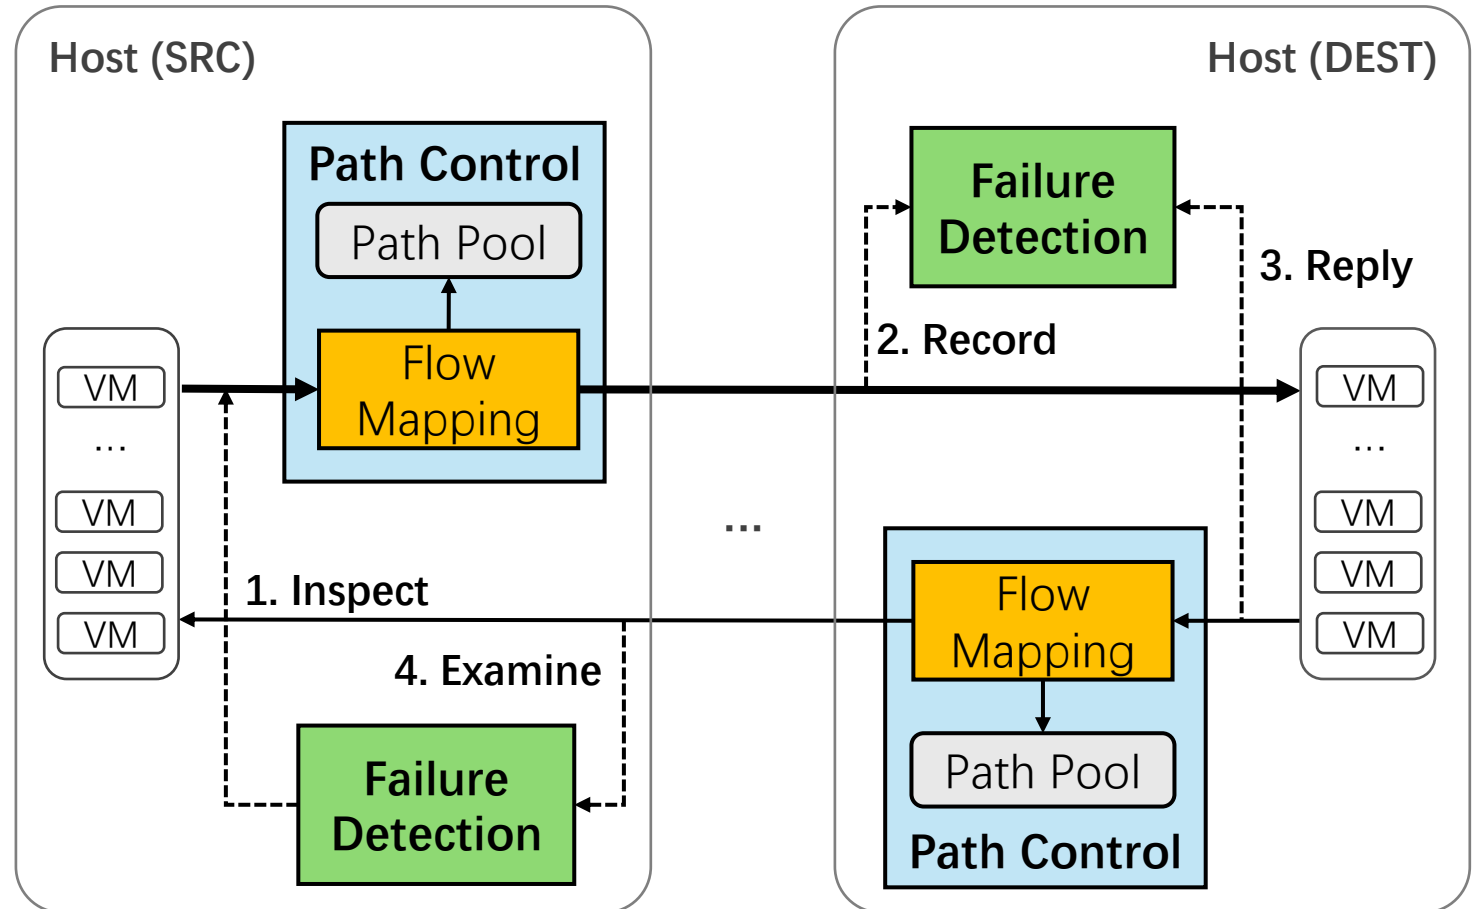 Host (SRC)
Path Control
Path Pool
Flow
Mapping
VM
...
VM
VM
VM
1. Inspect
4. Examine
Failure
Detection
...
Host (DEST)
Failure
Detection
2. Record
3. Reply
VM
...
VM
VM
VM
Flow
Mapping
Path Pool
Path Control